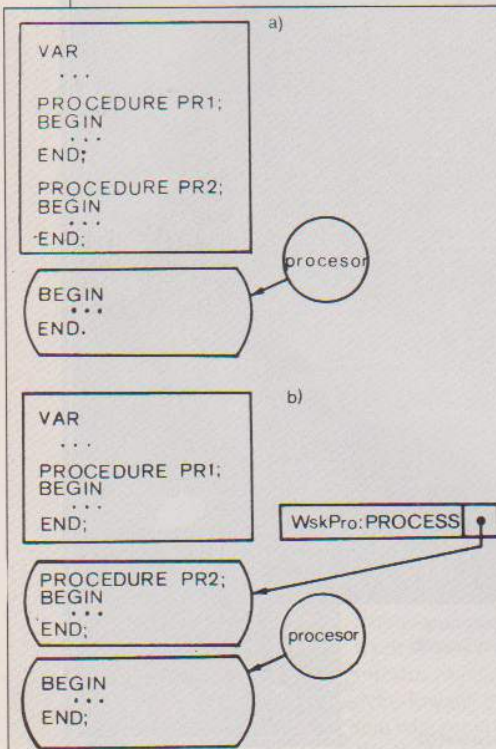 a)
VAR
...
PROCEDURE PR1;
BEGIN
...
END;
PROCEDURE PR2;
BEGIN
...
END;
procesor
BEGIN
...
END.
b)
VAR
...
PROCEDURE PR1;
BEGIN
...
END;
WskPro:PROCESS
PROCEDURE PR2;
BEGIN
...
END;
procesor
BEGIN
...
END;